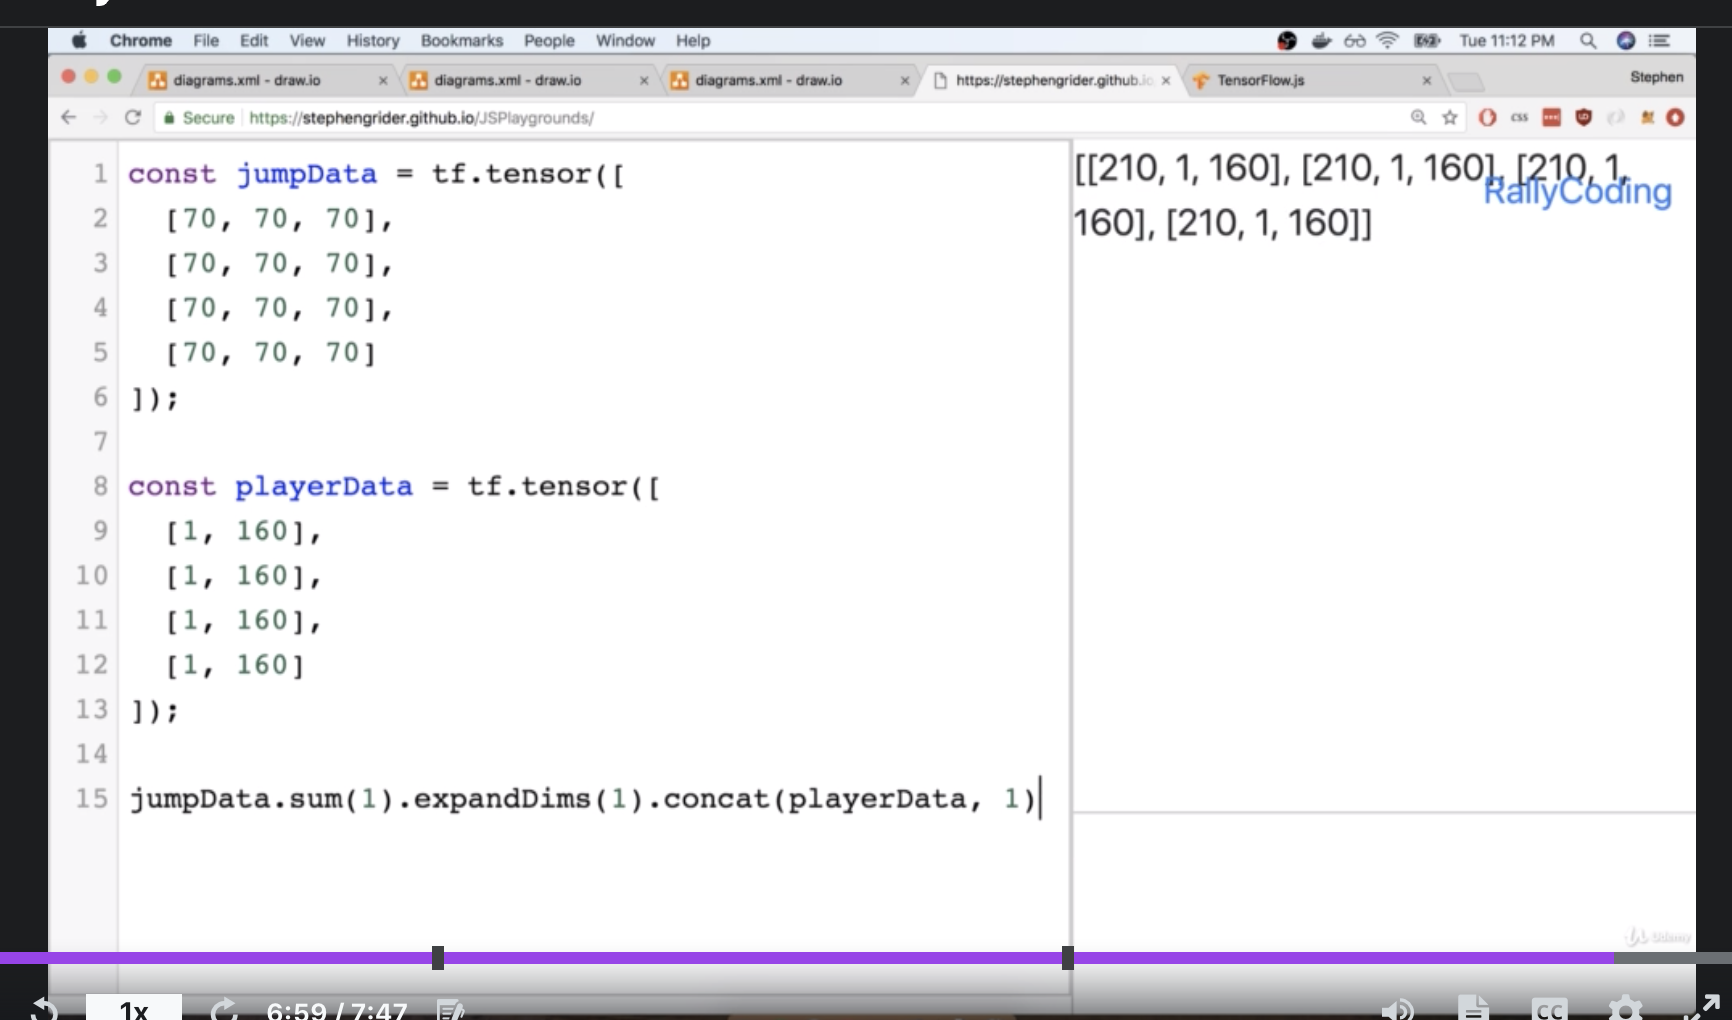 Chrome File Edit View History Bookmarks People Window Help Tue 11:12 PM
diagrams.xml - draw.io diagrams.xml - draw.io diagrams.xml - draw.io https://stephengrider.github.io TensorFlow.js Stephen
Secure https://stephengrider.github.io/JSPlaygrounds/ css
1 const jumpData = tf.tensor([
2 [70, 70, 70],
3 [70, 70, 70],
4 [70, 70, 70],
5 [70, 70, 70]
6 ]);
7
8 const playerData = tf.tensor([
9 [1, 160],
10 [1, 160],
11 [1, 160],
12 [1, 160]
13 ]);
14
15 jumpData.sum(1).expandDims(1).concat(playerData, 1)
[[210, 1, 160], [210, 1, 160], [210, 1,
160], [210, 1, 160]]
RallyCoding
Udemy
1x 6:59 / 7:47 CC